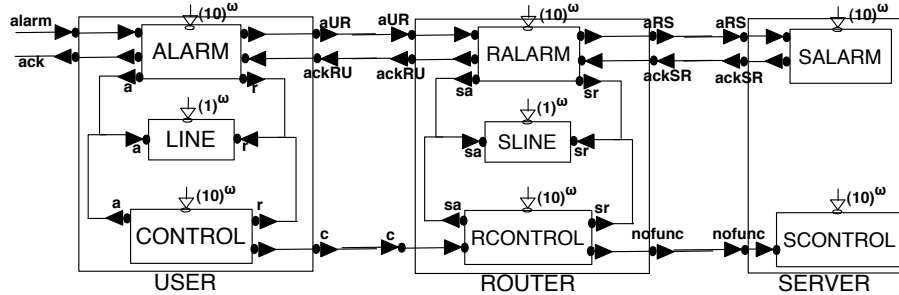 (10)ω (10)ω (10)ω
alarm aUR aUR aRS aRS
ALARM RALARM SALARM
ack ackRU ackRU ackSR ackSR
a r sa sr
(1)ω (1)ω
LINE SLINE
a r sa sr
(10)ω (10)ω (10)ω
a r sa sr
CONTROL c c RCONTROL nofunc nofunc SCONTROL
USER ROUTER SERVER